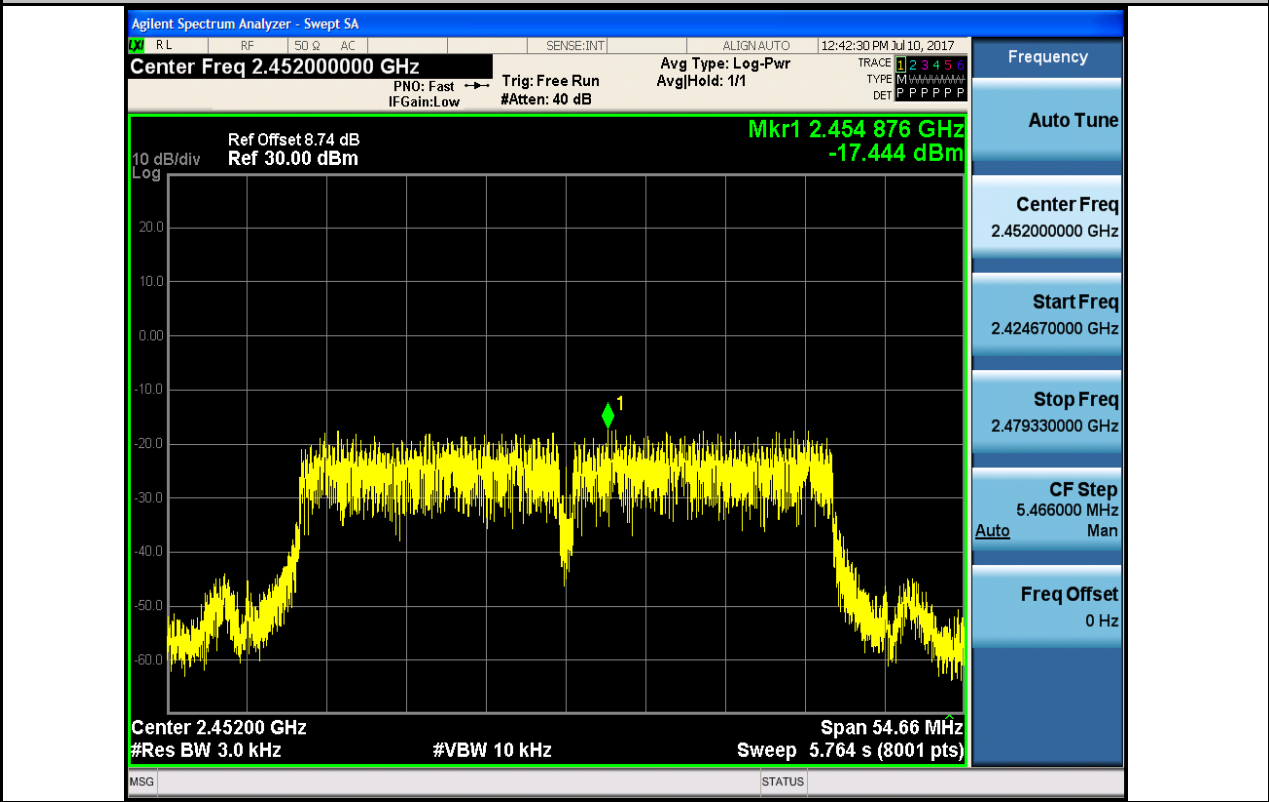 Agilent Spectrum Analyzer - Swept SA
LXI RL RF 50 Ω AC SENSE:INT ALIGN AUTO 12:42:30 PM Jul 10, 2017
Center Freq 2.452000000 GHz
PNO: Fast
IFGain:Low
Trig: Free Run
#Atten: 40 dB
Avg Type: Log-Pwr
Avg|Hold: 1/1
TRACE 1 2 3 4 5 6
TYPE M
DET P P P P P P
Mkr1 2.454 876 GHz
-17.444 dBm
Ref Offset 8.74 dB
10 dB/div Ref 30.00 dBm
Log
20.0
10.0
0.00
-10.0
1
-20.0
-30.0
-40.0
-50.0
-60.0
Center 2.45200 GHz Span 54.66 MHz
#Res BW 3.0 kHz #VBW 10 kHz Sweep 5.764 s (8001 pts)
MSG STATUS
Frequency
Auto Tune
Center Freq
2.452000000 GHz
Start Freq
2.424670000 GHz
Stop Freq
2.479330000 GHz
CF Step
5.466000 MHz
Auto Man
Freq Offset
0 Hz